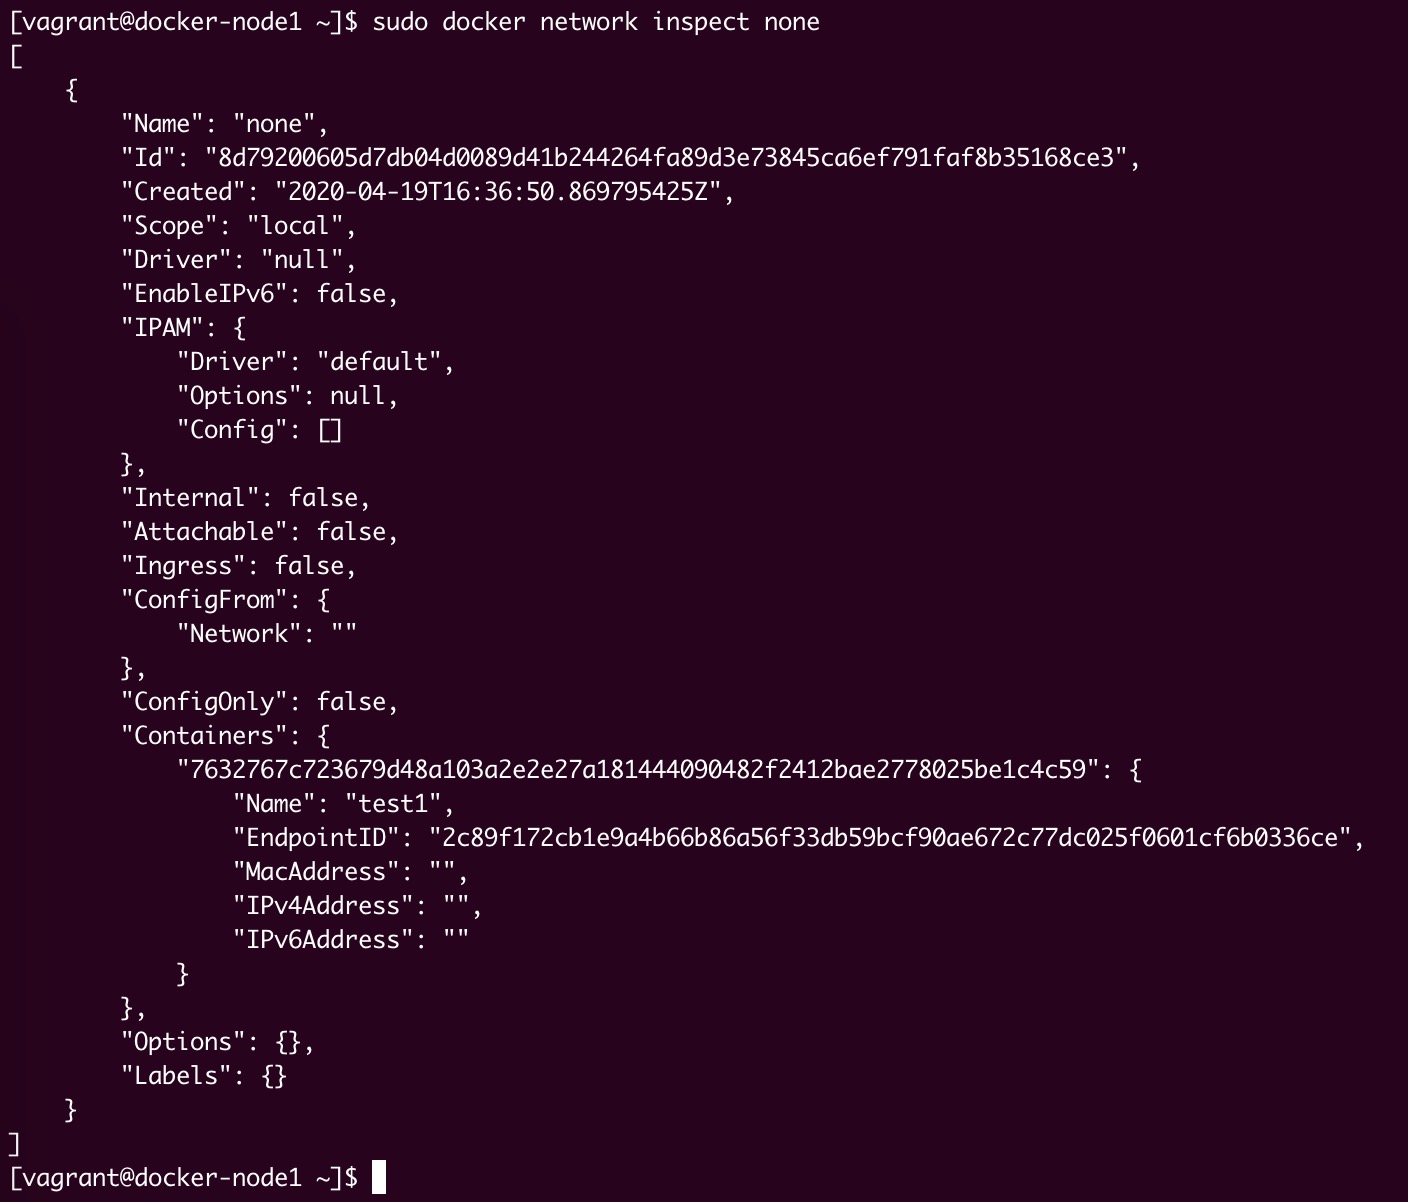 [vagrant@docker-node1 ~]$ sudo docker network inspect none
[
    {
        "Name": "none",
        "Id": "8d79200605d7db04d0089d41b244264fa89d3e73845ca6ef791faf8b35168ce3",
        "Created": "2020-04-19T16:36:50.869795425Z",
        "Scope": "local",
        "Driver": "null",
        "EnableIPv6": false,
        "IPAM": {
            "Driver": "default",
            "Options": null,
            "Config": []
        },
        "Internal": false,
        "Attachable": false,
        "Ingress": false,
        "ConfigFrom": {
            "Network": ""
        },
        "ConfigOnly": false,
        "Containers": {
            "7632767c723679d48a103a2e2e27a181444090482f2412bae2778025be1c4c59": {
                "Name": "test1",
                "EndpointID": "2c89f172cb1e9a4b66b86a56f33db59bcf90ae672c77dc025f0601cf6b0336ce",
                "MacAddress": "",
                "IPv4Address": "",
                "IPv6Address": ""
            }
        },
        "Options": {},
        "Labels": {}
    }
]
[vagrant@docker-node1 ~]$